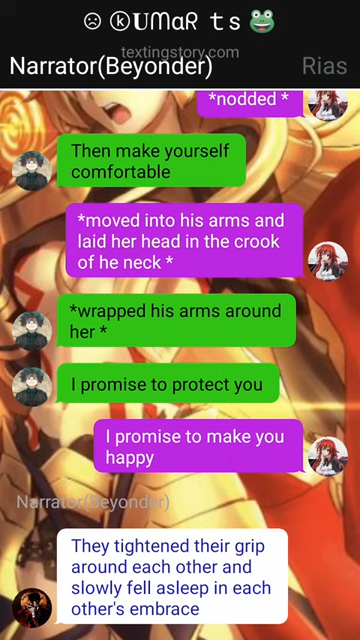 ☹ ⓚ𝐔ᗰαᖇ ｔｓ🐸
textingstory.com
Narrator(Beyonder) Rias
*nodded *
Then make yourself
comfortable
*moved into his arms and
laid her head in the crook
of he neck *
*wrapped his arms around
her *
I promise to protect you
I promise to make you
happy
Narrator(Beyonder)
They tightened their grip
around each other and
slowly fell asleep in each
other's embrace